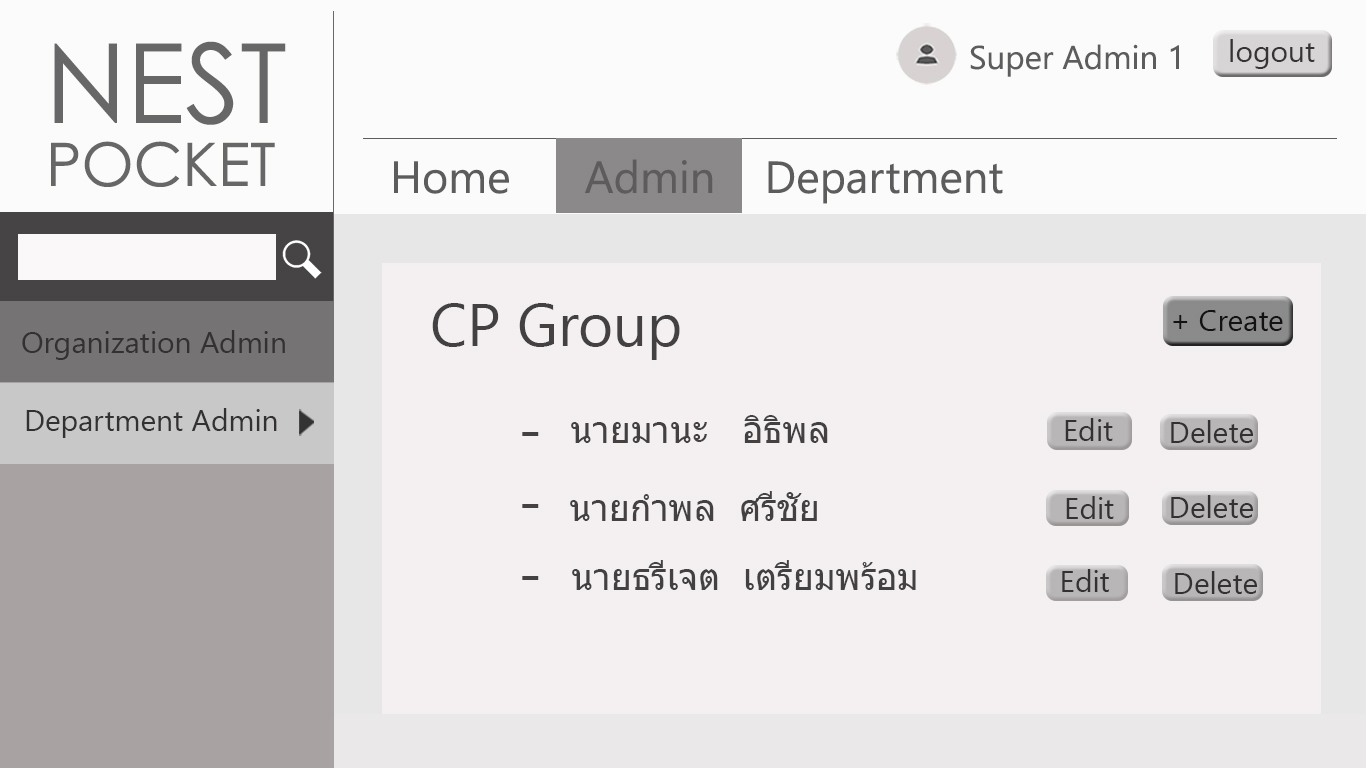 NEST
POCKET
Super Admin 1 logout
Home Admin Department
Organization Admin
Department Admin
CP Group + Create
– นายมานะ อิธิพล Edit Delete
– นายกำพล ศรีชัย Edit Delete
– นายธรีเจต เตรียมพร้อม Edit Delete